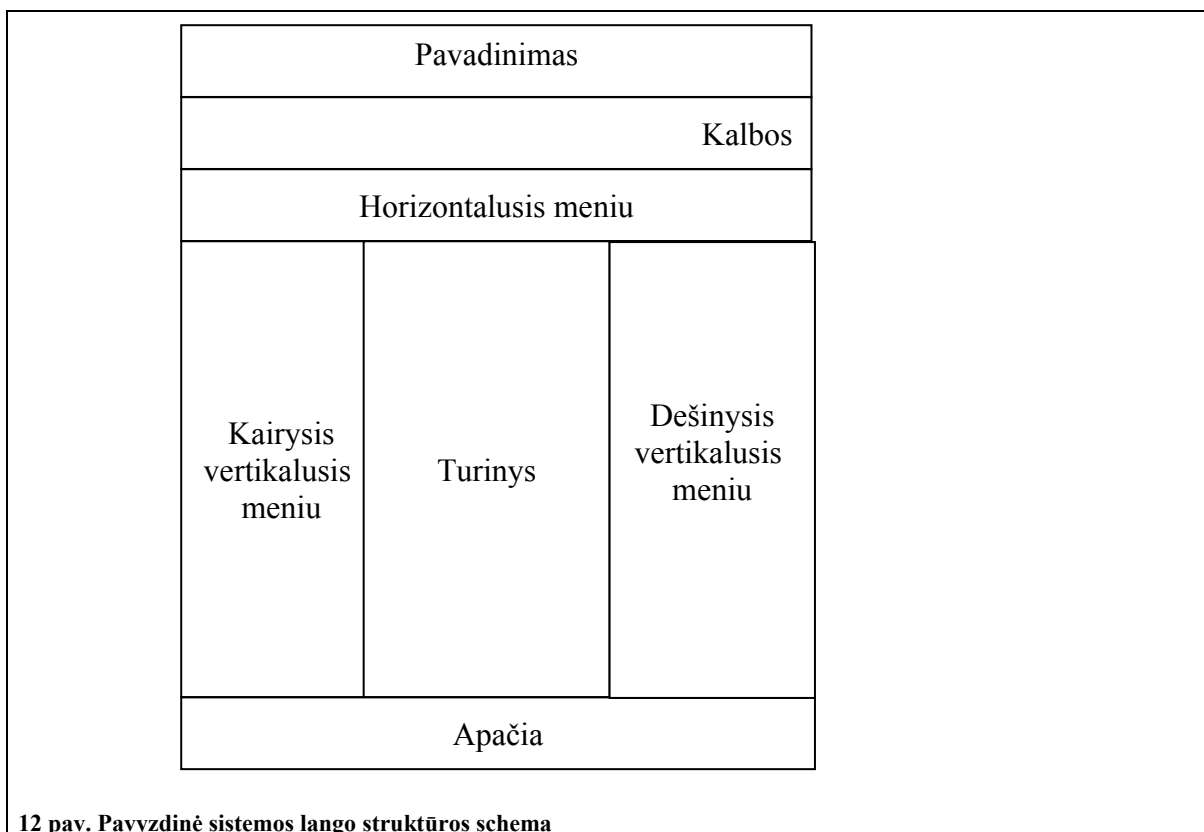 Pavadinimas
Kalbos
Horizontalusis meniu
Kairysis
vertikalusis
meniu
Turinys
Dešinysis
vertikalusis
meniu
Apačia
12 pav. Pavyzdinė sistemos lango struktūros schema